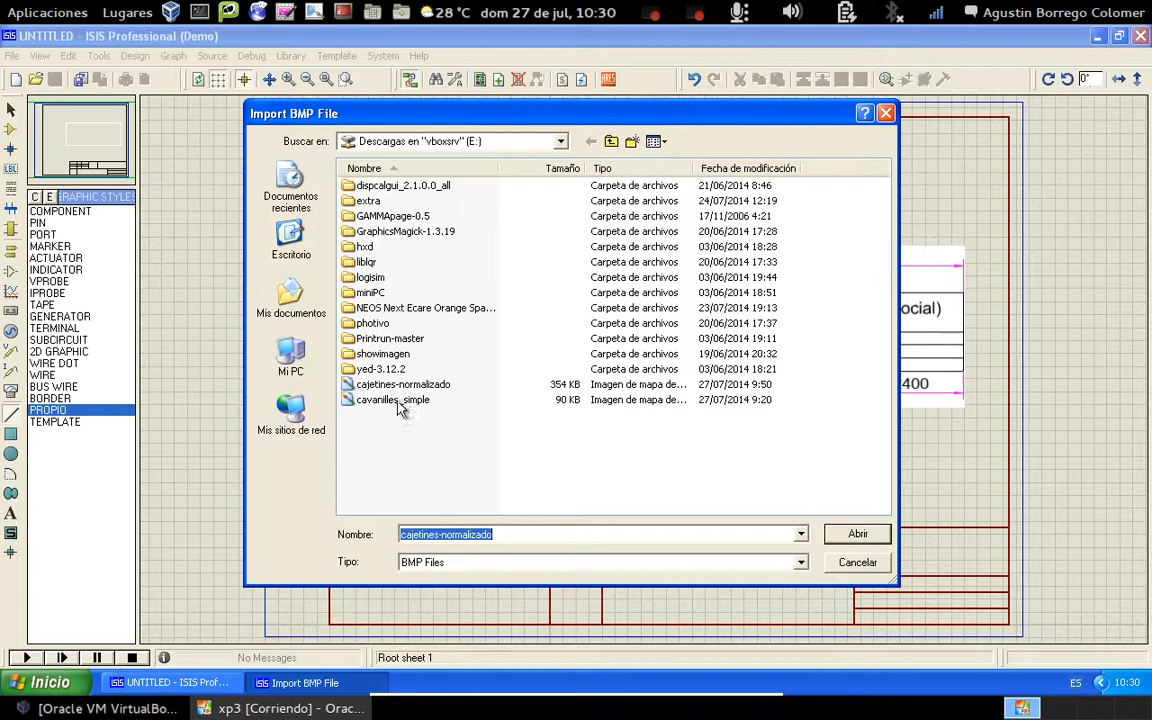 Aplicaciones Lugares 28 °C dom 27 de jul, 10:30 Agustin Borrego Colomer
UNTITLED - ISIS Professional (Demo)
File View Edit Tools Design Graph Source Debug Library Template System Help
0°
Import BMP File
Buscar en: Descargas en "vboxsrv" (E:)
Nombre Tamaño Tipo Fecha de modificación
dispcalgui_2.1.0.0_all Carpeta de archivos 21/06/2014 8:46
extra Carpeta de archivos 24/07/2014 12:19
GAMMApage-0.5 Carpeta de archivos 17/11/2006 4:21
GraphicsMagick-1.3.19 Carpeta de archivos 20/06/2014 17:28
hxd Carpeta de archivos 03/06/2014 18:28
liblqr Carpeta de archivos 20/06/2014 17:33
logisim Carpeta de archivos 03/06/2014 19:44
miniPC Carpeta de archivos 03/06/2014 18:51
NEOS Next Ecare Orange Spa... Carpeta de archivos 23/07/2014 19:13
photivo Carpeta de archivos 20/06/2014 17:37
Printrun-master Carpeta de archivos 03/06/2014 19:11
showimagen Carpeta de archivos 19/06/2014 20:32
yed-3.12.2 Carpeta de archivos 03/06/2014 18:21
cajetines-normalizado 354 KB Imagen de mapa de... 27/07/2014 9:50
cavanilles_simple 90 KB Imagen de mapa de... 27/07/2014 9:20
Documentos recientes
Escritorio
Mis documentos
Mi PC
Mis sitios de red
Nombre: cajetines-normalizado Abrir
Tipo: BMP Files Cancelar
C E GRAPHIC STYLES
COMPONENT
PIN
PORT
MARKER
ACTUATOR
INDICATOR
VPROBE
IPROBE
TAPE
GENERATOR
TERMINAL
SUBCIRCUIT
2D GRAPHIC
WIRE DOT
WIRE
BUS WIRE
BORDER
PROPIO
TEMPLATE
LBL
A
ocial)
400
No Messages Root sheet 1
Inicio UNTITLED - ISIS Prof... Import BMP File ES 10:30
[Oracle VM VirtualBo... xp3 [Corriendo] - Orac...